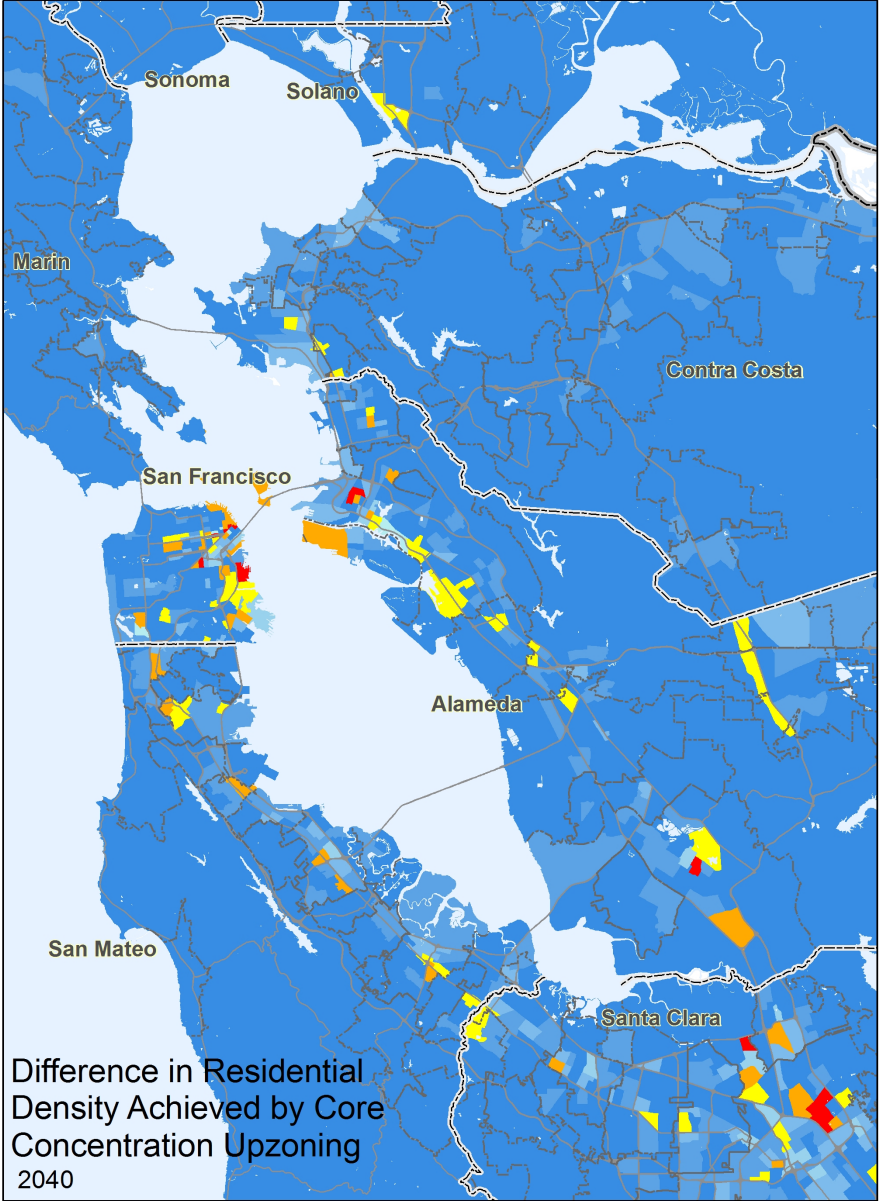 Sonoma
Solano
Marin
Contra Costa
San Francisco
Alameda
San Mateo
Santa Clara
Difference in Residential
Density Achieved by Core
Concentration Upzoning
2040